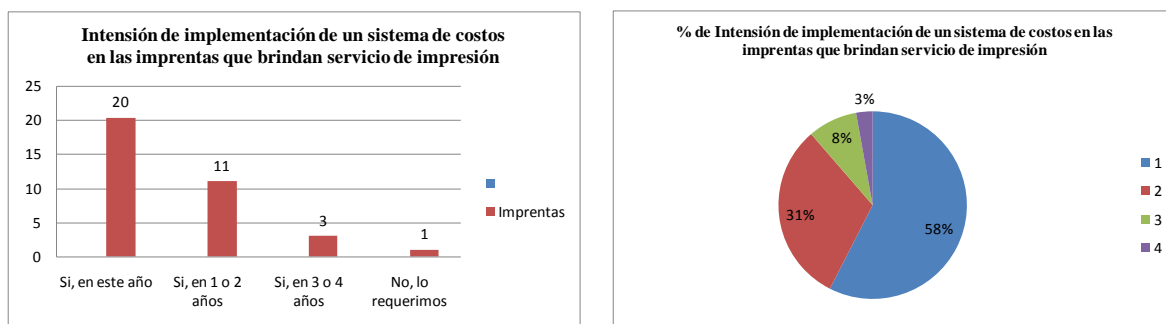 Intensión de implementación de un sistema de costos
en las imprentas que brindan servicio de impresión
25
20
15
10
5
0
20
11
3
1
Si, en este año
Si, en 1 o 2
años
Si, en 3 o 4
años
No, lo
requerimos
Imprentas
% de Intensión de implementación de un sistema de costos en las
imprentas que brindan servicio de impresión
3%
8%
31%
58%
1
2
3
4